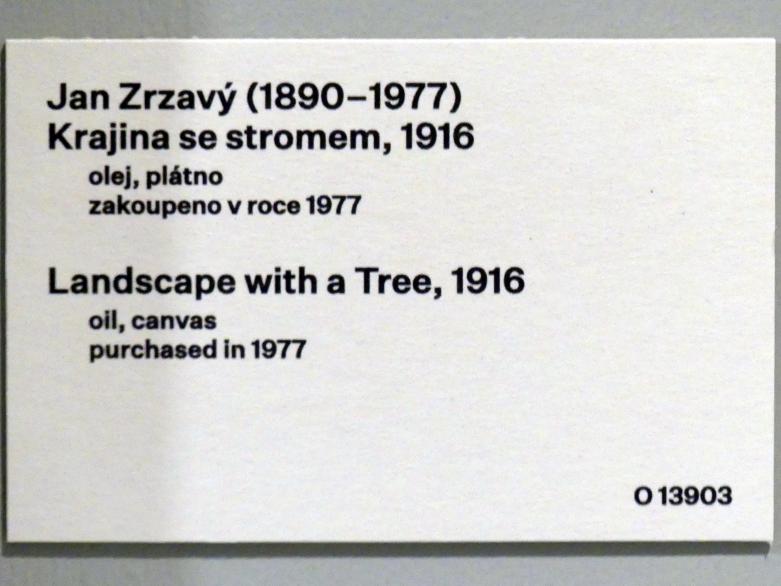 Jan Zrzavý (1890–1977)
Krajina se stromem, 1916
olej, plátno
zakoupeno v roce 1977
Landscape with a Tree, 1916
oil, canvas
purchased in 1977
O 13903